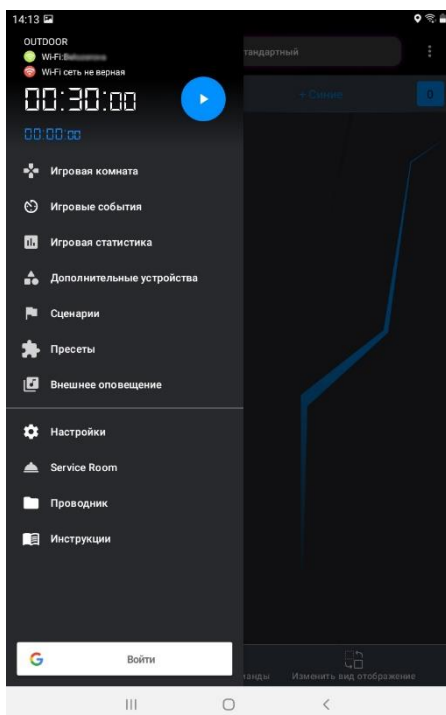 14:13
OUTDOOR
Wi-Fi:
тандартный
Wi-Fi сеть не верная
00:30:00
+ Синие
0
00:00:00
Игровая комната
Игровые события
Игровая статистика
Дополнительные устройства
Сценарии
Пресеты
Внешнее оповещение
Настройки
Service Room
Проводник
Инструкции
G
Войти
анды
Изменить вид отображение